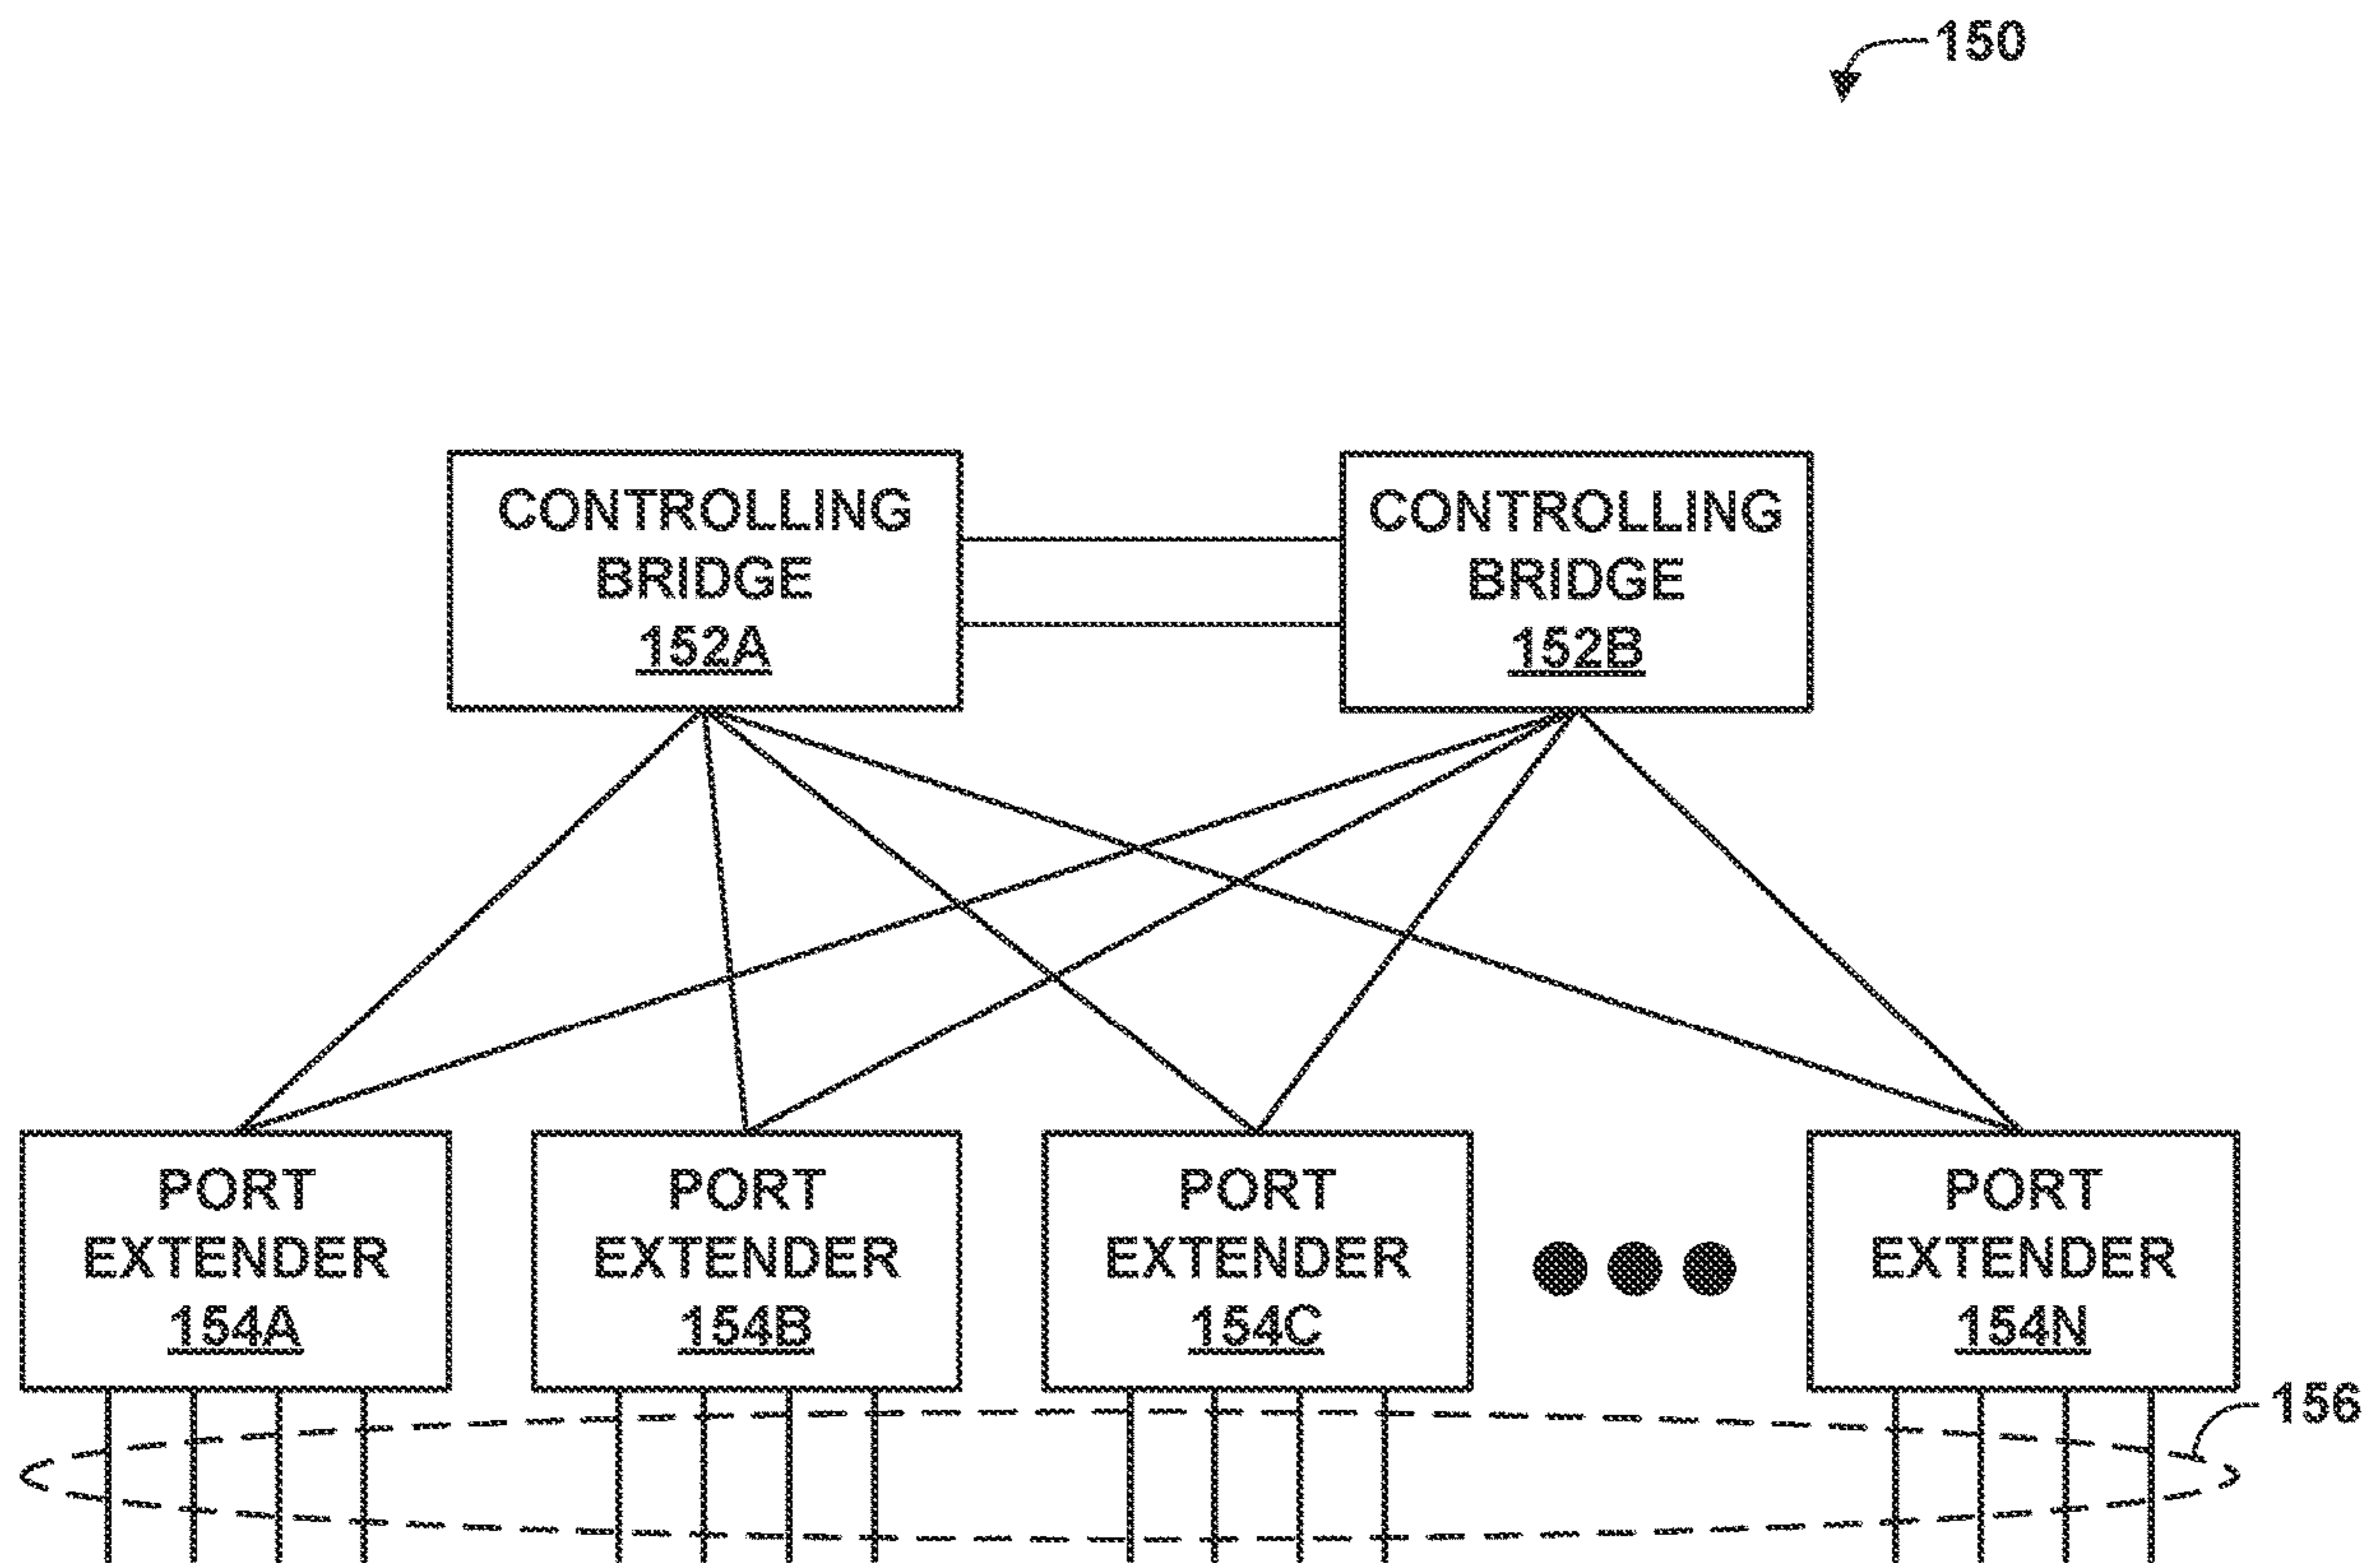 150
CONTROLLING
BRIDGE
152A
CONTROLLING
BRIDGE
152B
PORT
EXTENDER
154A
PORT
EXTENDER
154B
PORT
EXTENDER
154C
PORT
EXTENDER
154N
156